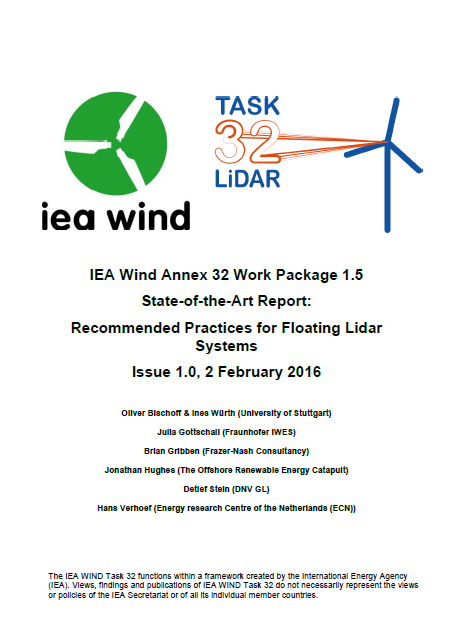 TASK
32
LiDAR
iea wind
IEA Wind Annex 32 Work Package 1.5
State-of-the-Art Report:
Recommended Practices for Floating Lidar
Systems
Issue 1.0, 2 February 2016
Oliver Bischoff & Ines Würth (University of Stuttgart)
Julia Gottschall (Fraunhofer IWES)
Brian Gribben (Frazer-Nash Consultancy)
Jonathan Hughes (The Offshore Renewable Energy Catapult)
Detlef Stein (DNV GL)
Hans Verhoef (Energy research Centre of the Netherlands (ECN))
The IEA WIND Task 32 functions within a framework created by the International Energy Agency
(IEA). Views, findings and publications of IEA WIND Task 32 do not necessarily represent the views
or policies of the IEA Secretariat or of all its individual member countries.